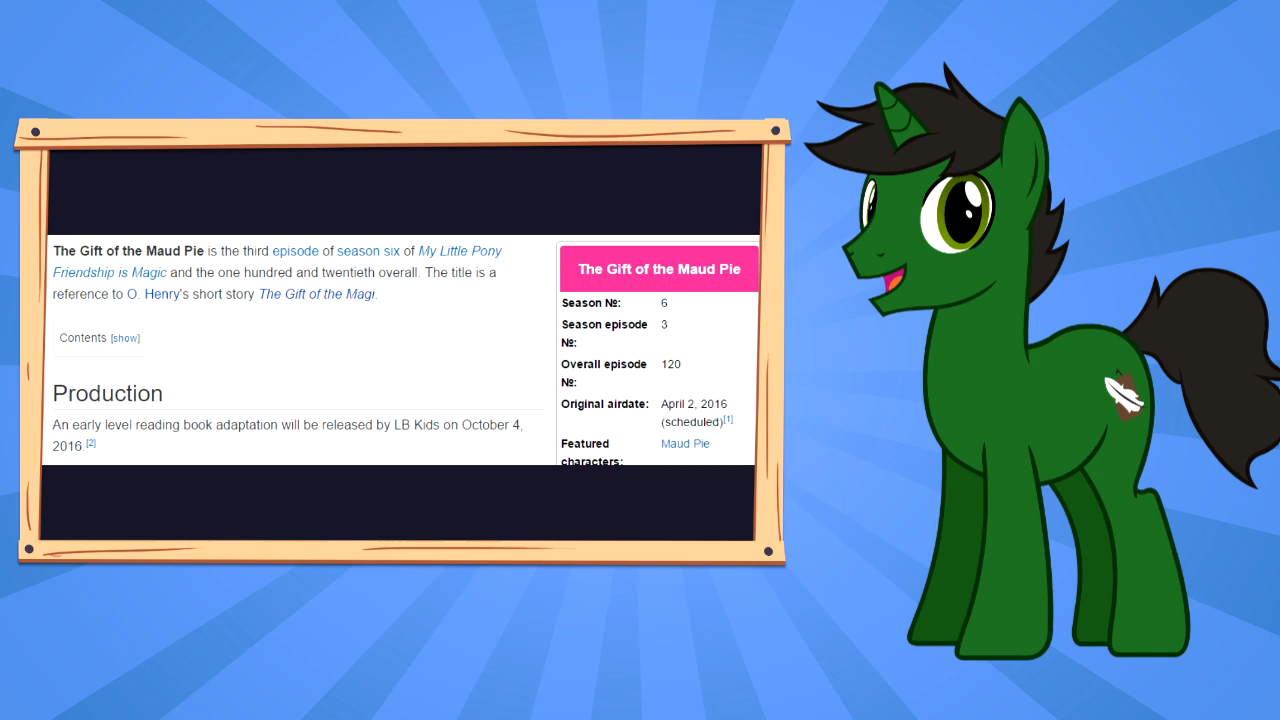 The Gift of the Maud Pie is the third episode of season six of My Little Pony
Friendship is Magic and the one hundred and twentieth overall. The title is a
reference to O. Henry's short story The Gift of the Magi.
Contents [show]
Production
An early level reading book adaptation will be released by LB Kids on October 4,
2016.[2]
The Gift of the Maud Pie
Season №: 6
Season episode 3
№:
Overall episode 120
№:
Original airdate: April 2, 2016
(scheduled)[1]
Featured Maud Pie
characters: